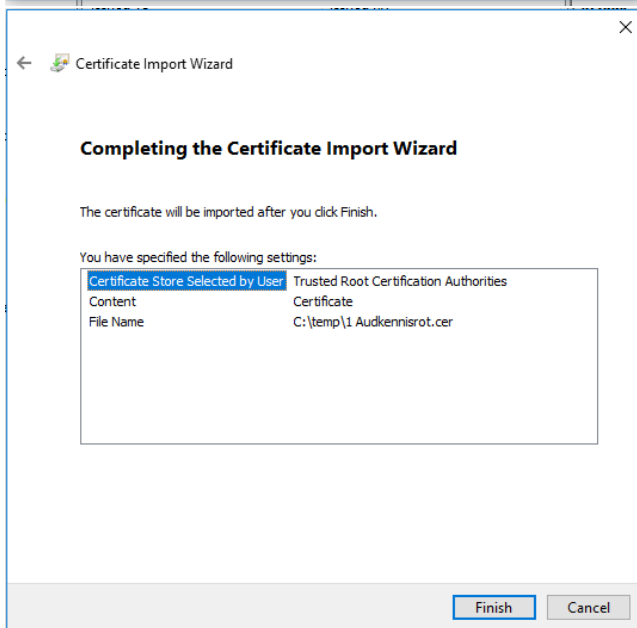 Certificate Import Wizard
Completing the Certificate Import Wizard
The certificate will be imported after you click Finish.
You have specified the following settings:
Certificate Store Selected by User Trusted Root Certification Authorities
Content Certificate
File Name C:\temp\1 Audkennisrot.cer
Finish Cancel